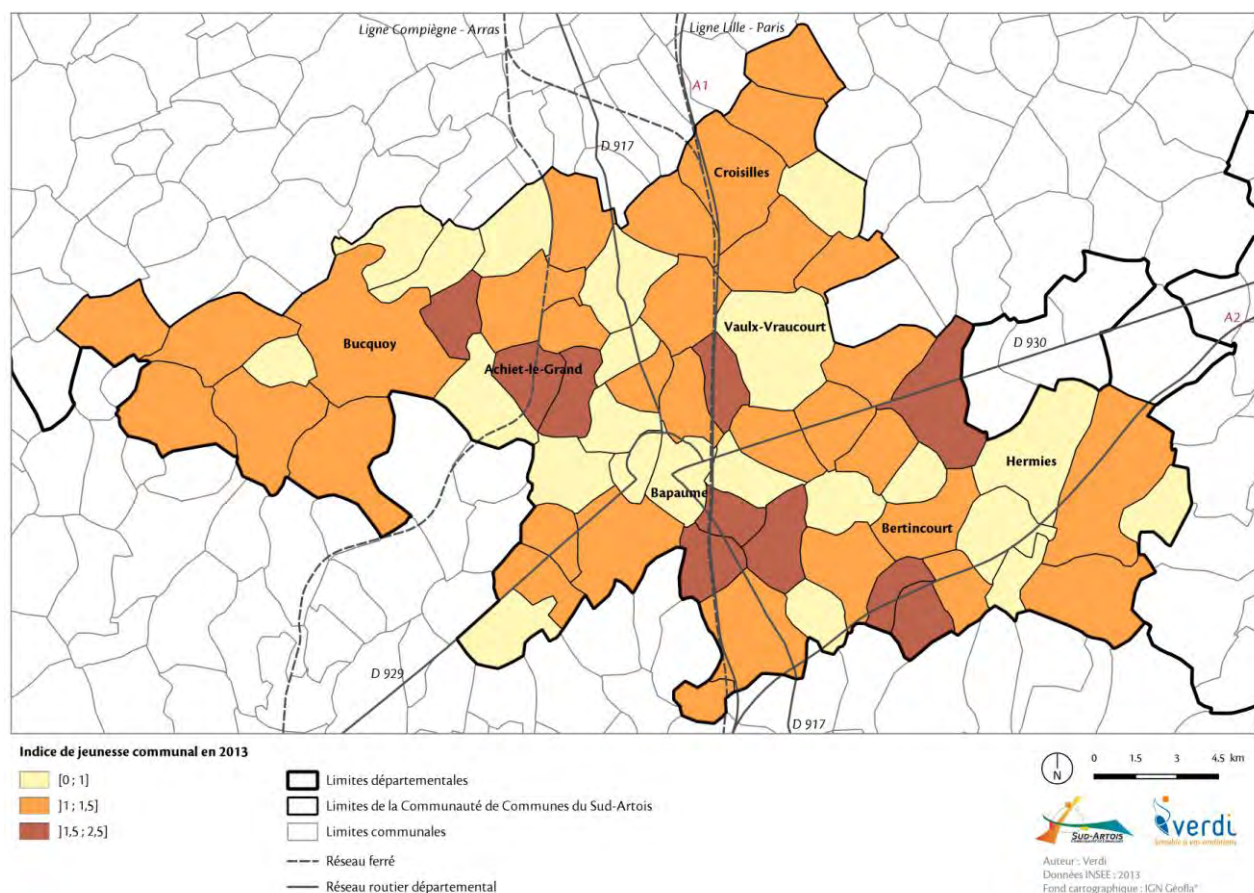 Ligne Compiègne - Arras
Ligne Lille - Paris
A1
D 917
Croisilles
Vaulx-Vraucourt
A2
D 930
Bucquoy
Achiet-le-Grand
Hermies
Bapaume
Bertincourt
D 929
D 917
Indice de jeunesse communal en 2013
[0 ; 1]
]1 ; 1,5]
]1,5 ; 2,5]
Limites départementales
Limites de la Communauté de Communes du Sud-Artois
Limites communales
Réseau ferré
Réseau routier départemental
N
0 1.5 3 4.5 km
SUD-ARTOIS
verdi
Auteur : Verdi
Données INSEE : 2013
Fond cartographique : IGN Géofla®